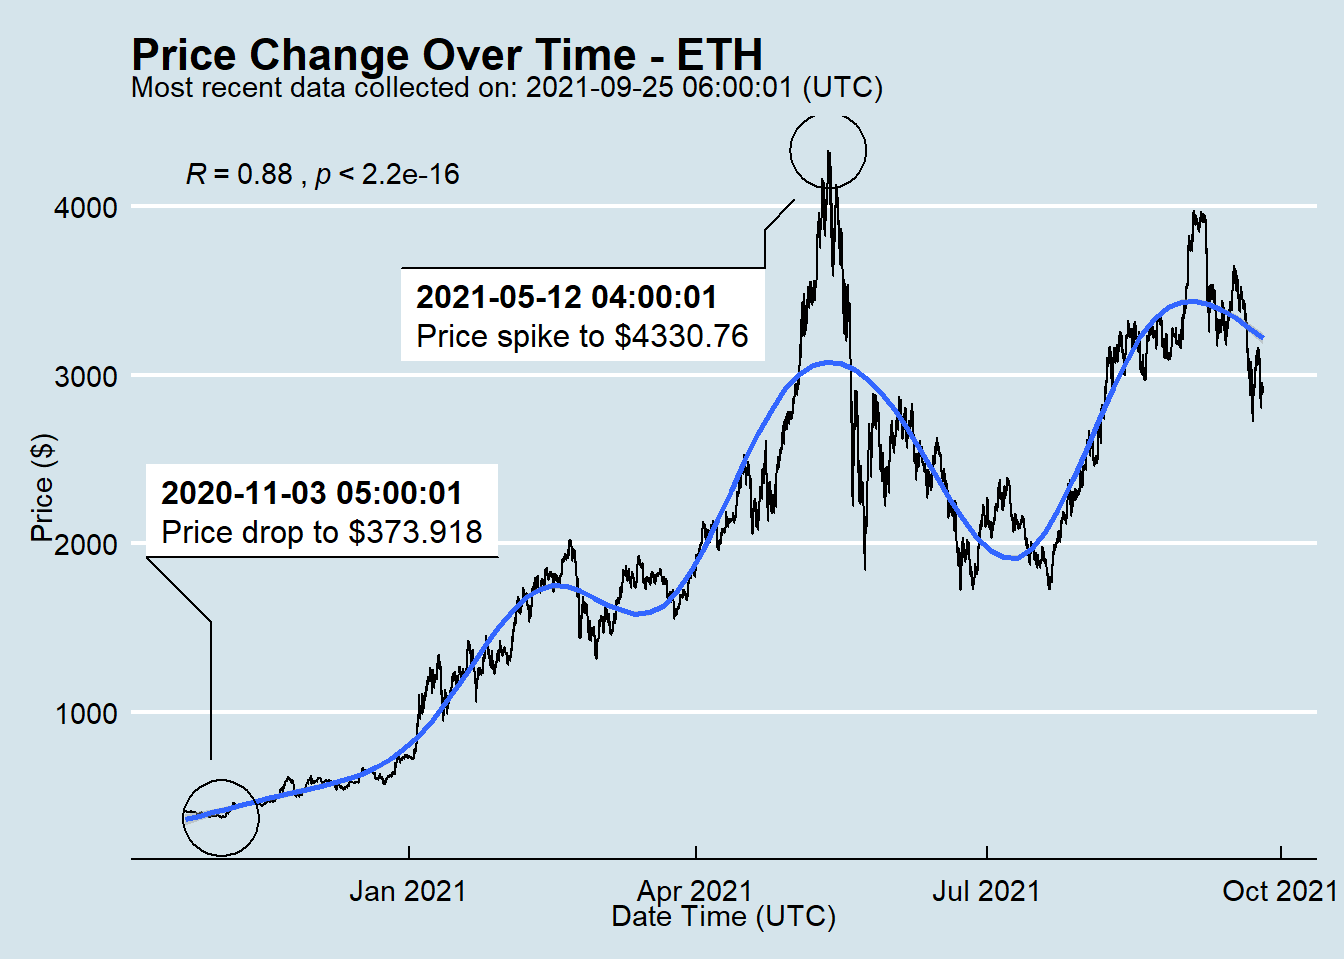 Price Change Over Time - ETH
Most recent data collected on: 2021-09-25 06:00:01 (UTC)
R = 0.88 , p < 2.2e-16
4000
2021-05-12 04:00:01
Price spike to $4330.76
3000
Price ($)
2020-11-03 05:00:01
Price drop to $373.918
2000
1000
Jan 2021 Apr 2021 Jul 2021 Oct 2021
Date Time (UTC)